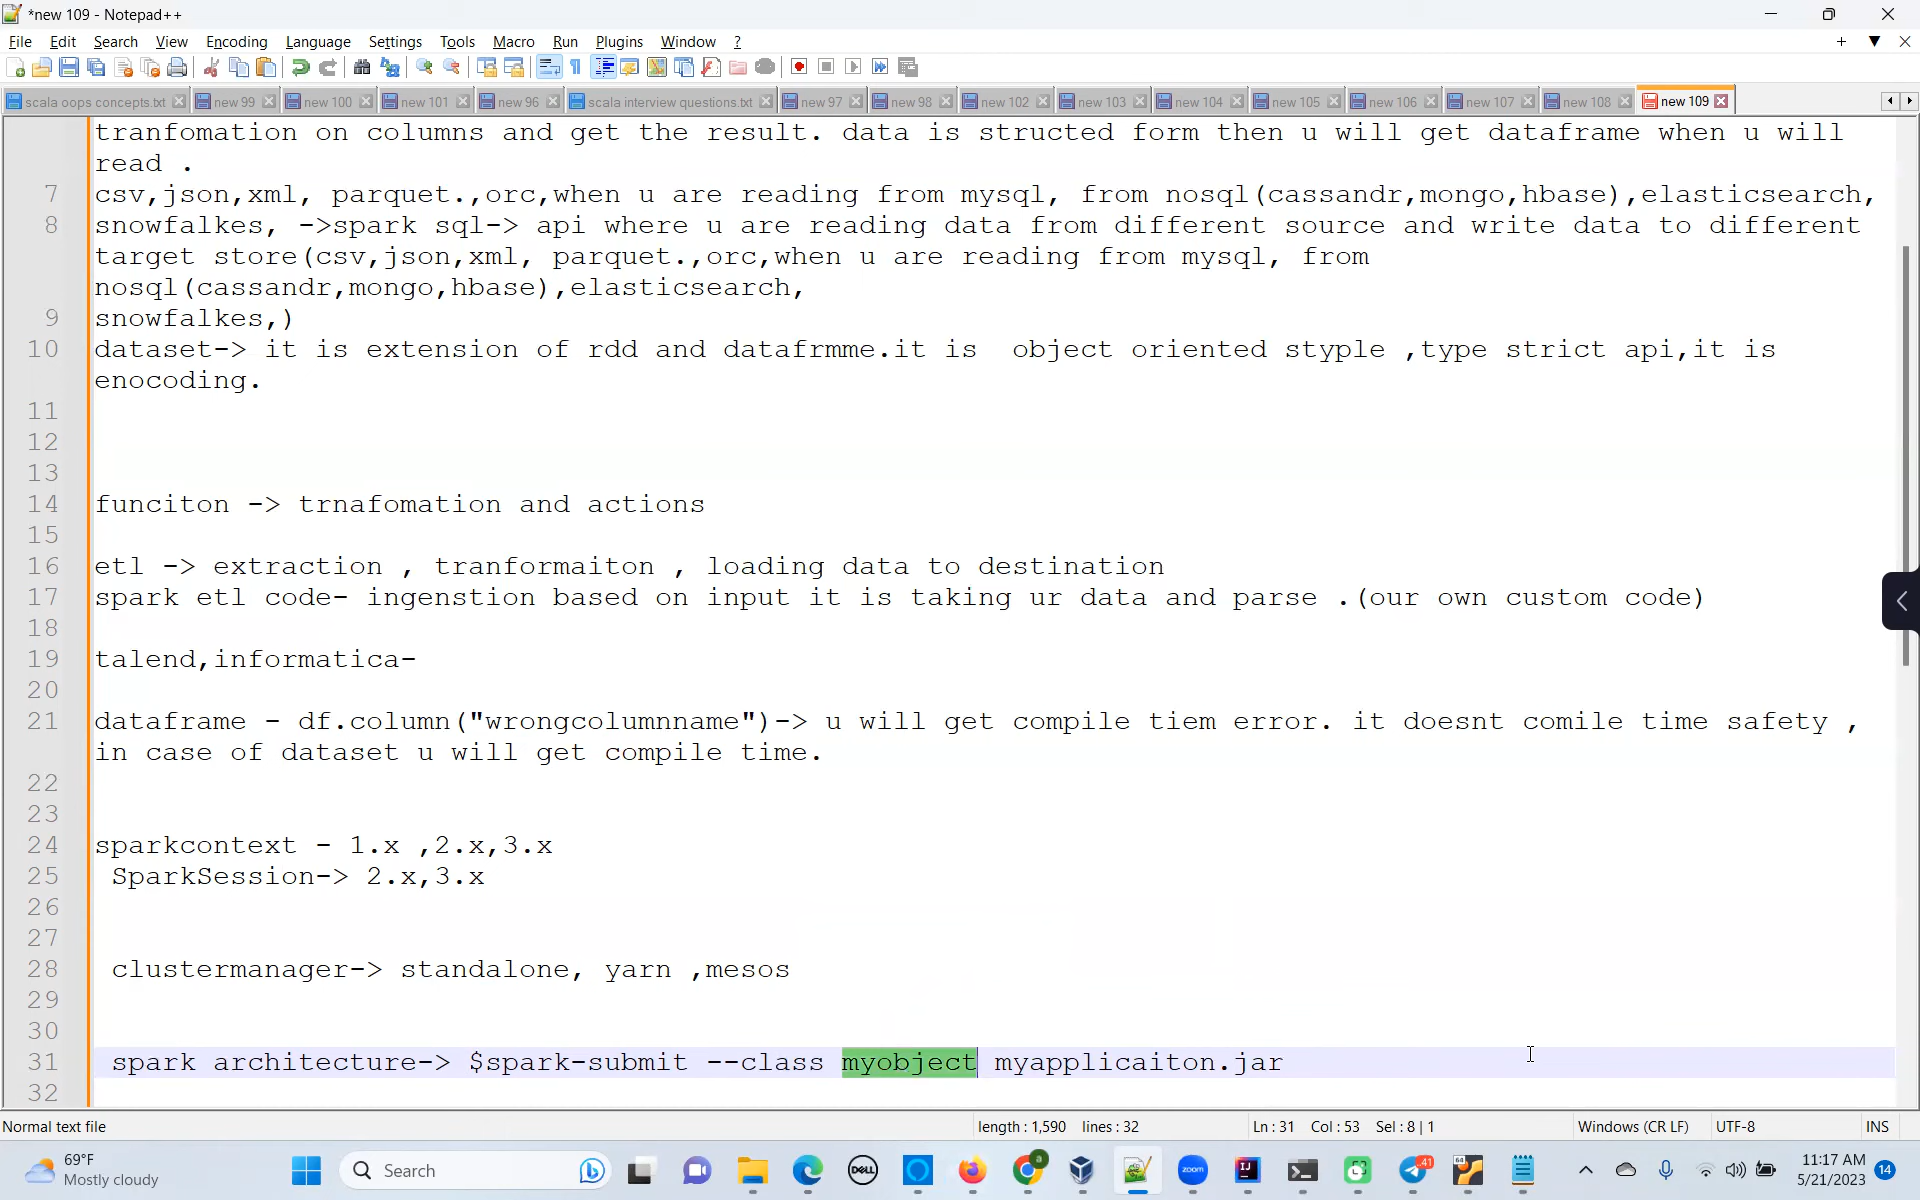 *new 109 - Notepad++
File Edit Search View Encoding Language Settings Tools Macro Run Plugins Window ?
scala oops concepts.txt new 99 new 100 new 101 new 96 scala interview questions.txt new 97 new 98 new 102 new 103 new 104 new 105 new 106 new 107 new 108 new 109
tranfomation on columns and get the result. data is structed form then u will get dataframe when u will
read .
7 csv,json,xml, parquet.,orc,when u are reading from mysql, from nosql(cassandr,mongo,hbase),elasticsearch,
8 snowfalkes, ->spark sql-> api where u are reading data from different source and write data to different
target store(csv,json,xml, parquet.,orc,when u are reading from mysql, from
nosql(cassandr,mongo,hbase),elasticsearch,
9 snowfalkes,)
10 dataset-> it is extension of rdd and datafrmme.it is  object oriented styple ,type strict api,it is
enocoding.
11
12
13
14 funciton -> trnafomation and actions
15
16 etl -> extraction , tranformaiton , loading data to destination
17 spark etl code- ingenstion based on input it is taking ur data and parse .(our own custom code)
18
19 talend,informatica-
20
21 dataframe - df.column("wrongcolumnname")-> u will get compile tiem error. it doesnt comile time safety ,
in case of dataset u will get compile time.
22
23
24 sparkcontext - 1.x ,2.x,3.x
25 SparkSession-> 2.x,3.x
26
27
28 clustermanager-> standalone, yarn ,mesos
29
30
31 spark architecture-> $spark-submit --class myobject myapplicaiton.jar
32
Normal text file length : 1,590 lines : 32 Ln : 31 Col : 53 Sel : 8 | 1 Windows (CR LF) UTF-8 INS
69°F
Mostly cloudy
Search
DELL
zoom
IJ
64
41
11:17 AM
5/21/2023
14